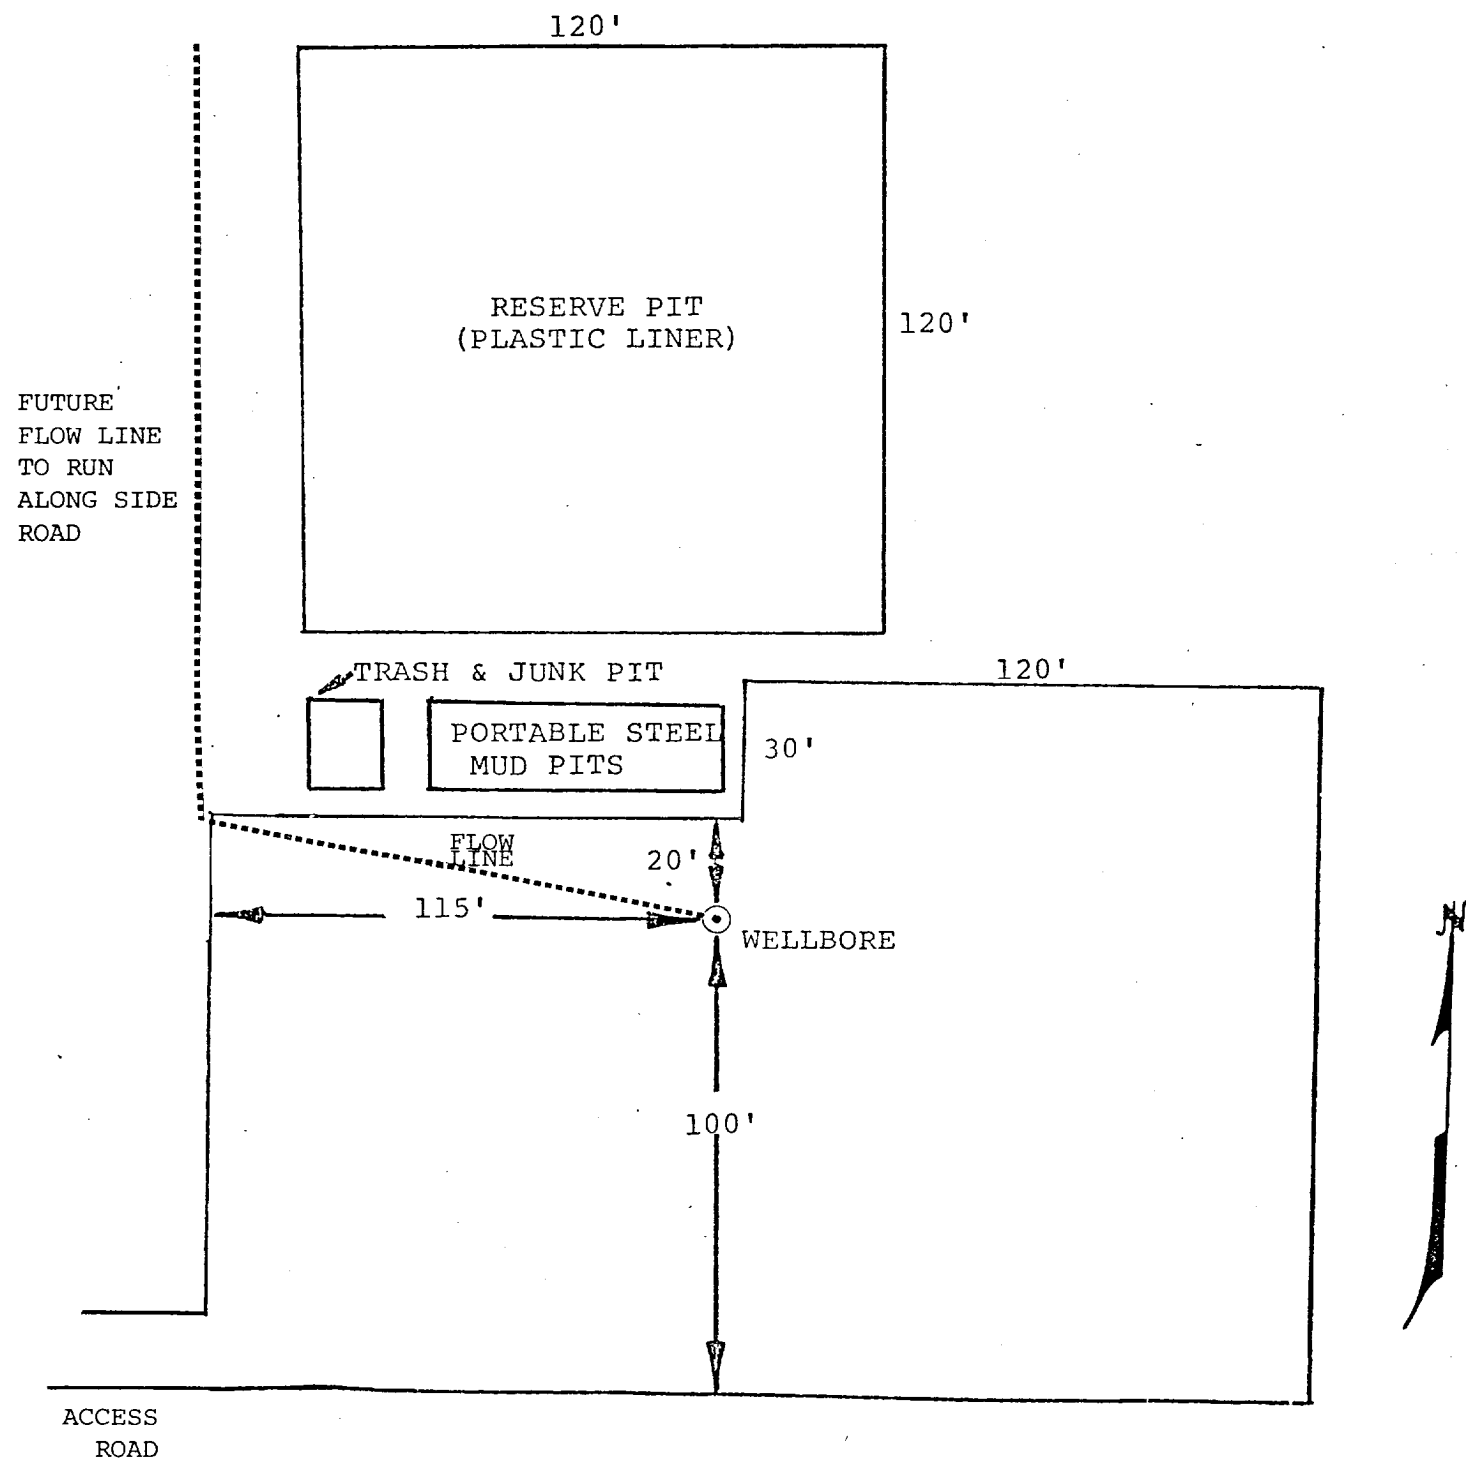 120'
RESERVE PIT
(PLASTIC LINER)
120'
FUTURE
FLOW LINE
TO RUN
ALONG SIDE
ROAD
TRASH & JUNK PIT
120'
PORTABLE STEEL
MUD PITS
30'
FLOW
LINE
20'
115'
WELLBORE
N
100'
ACCESS
ROAD